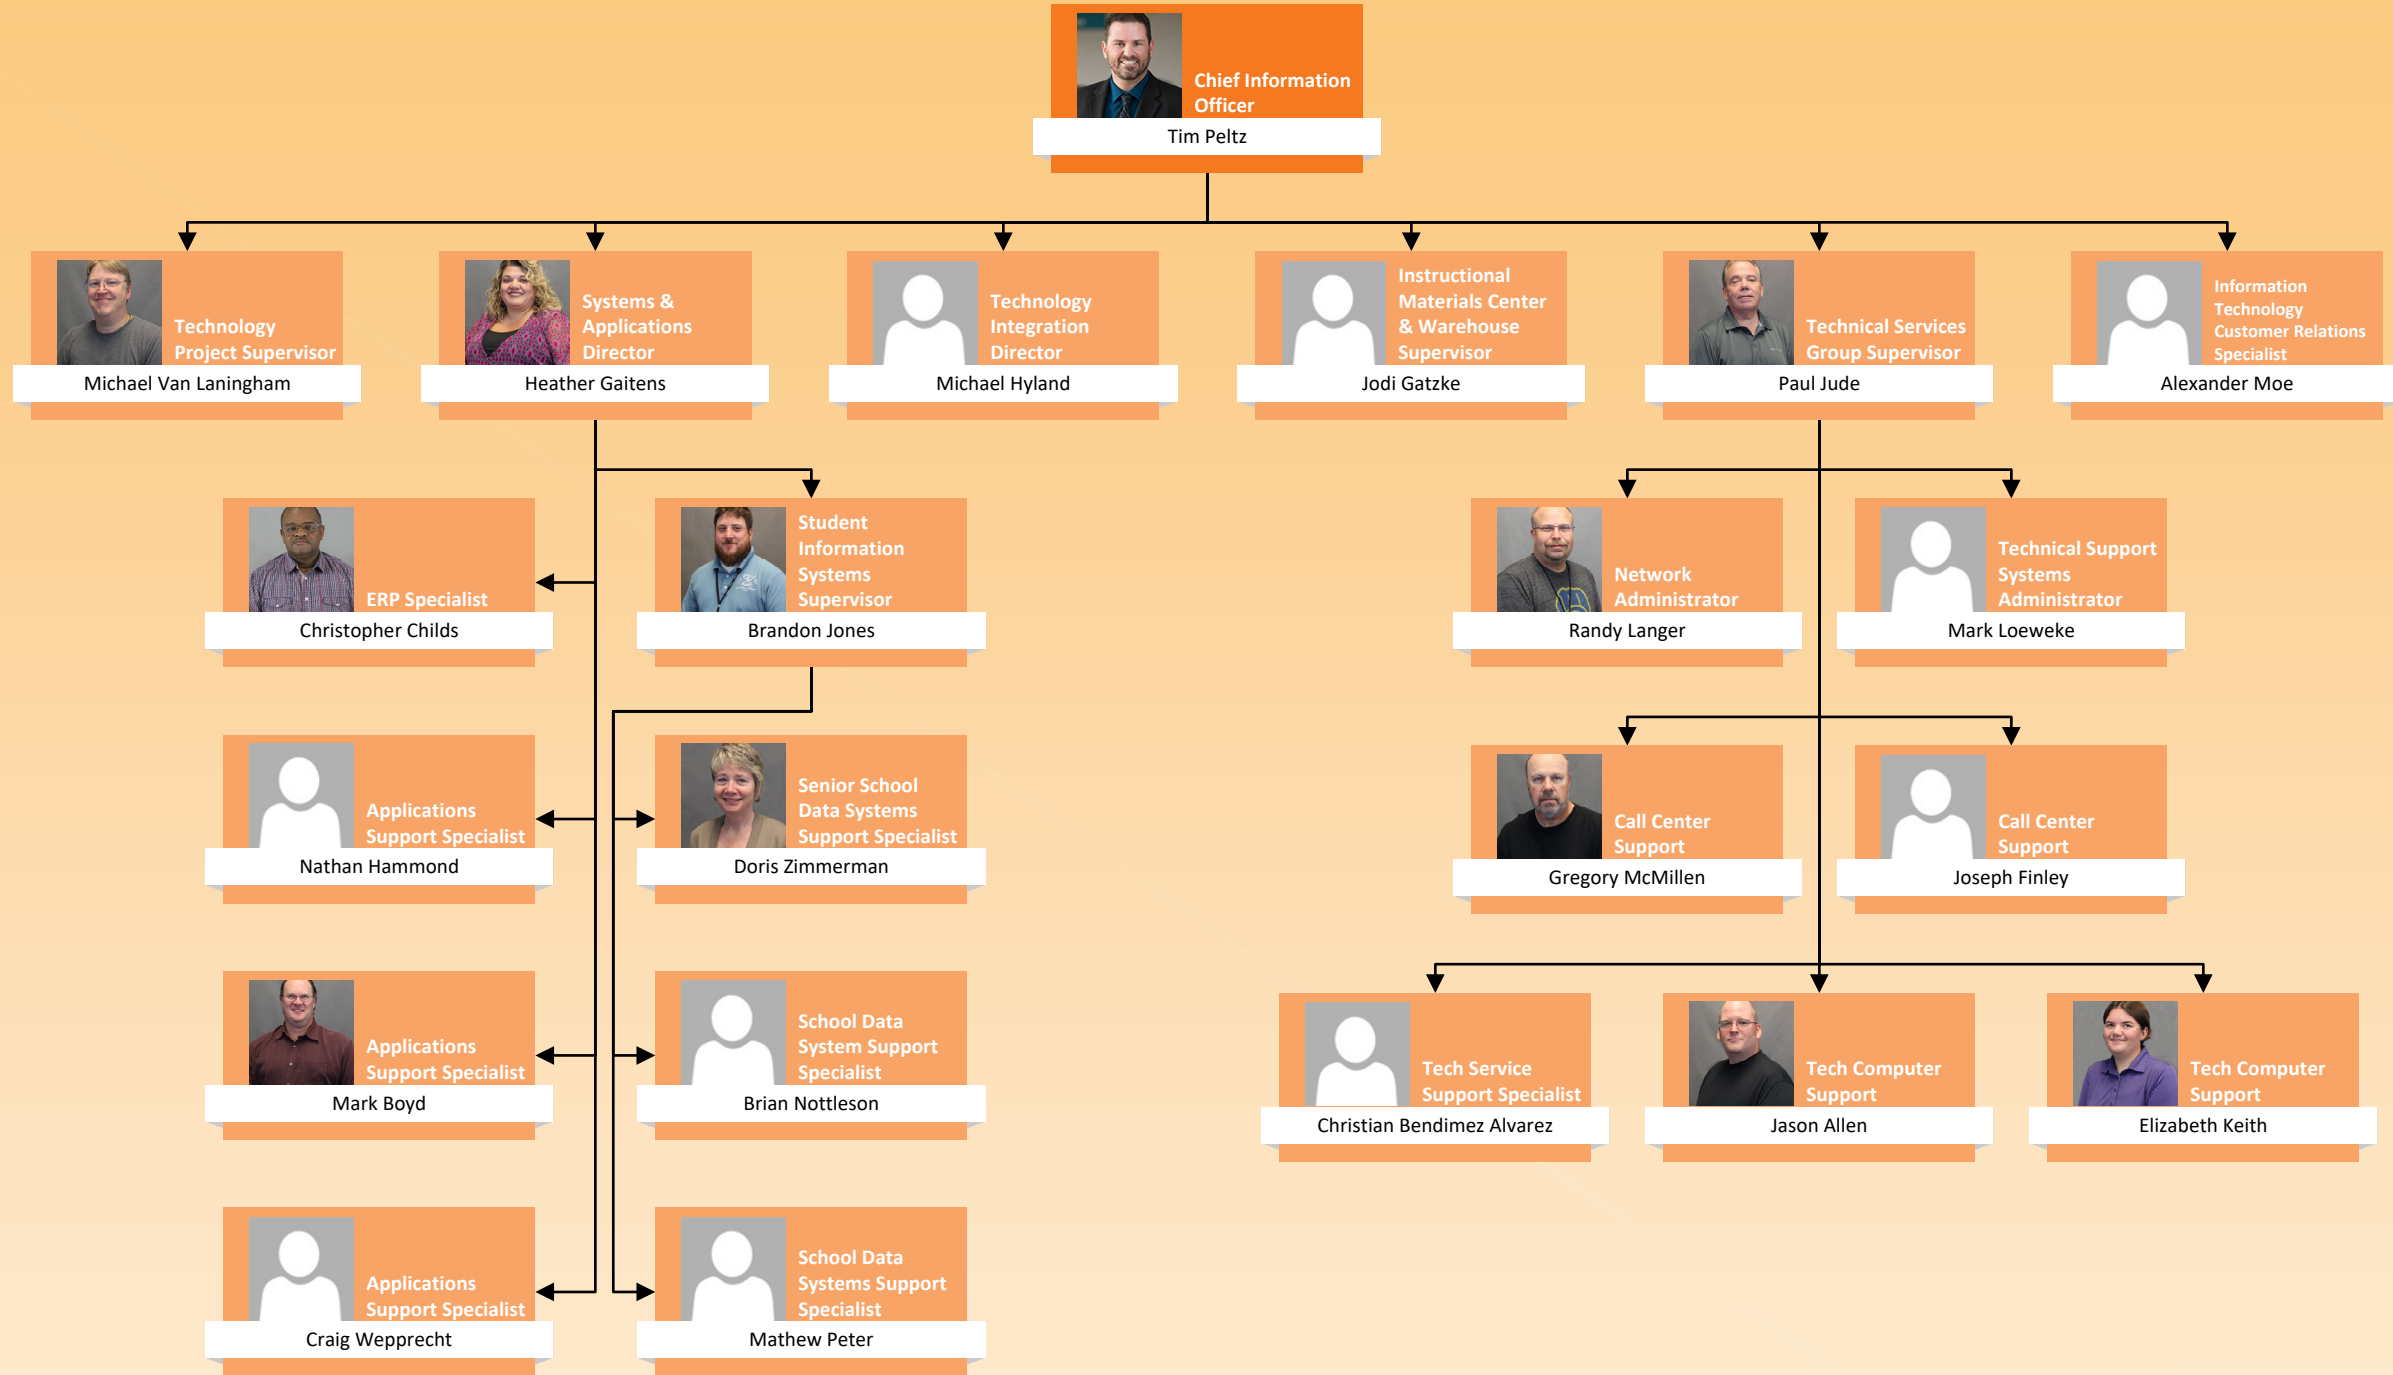 Chief Information
Officer
Tim Peltz
Technology
Project Supervisor
Michael Van Laningham
Systems &
Applications
Director
Heather Gaitens
Technology
Integration
Director
Michael Hyland
Instructional
Materials Center
& Warehouse
Supervisor
Jodi Gatzke
Technical Services
Group Supervisor
Paul Jude
Information
Technology
Customer Relations
Specialist
Alexander Moe
ERP Specialist
Christopher Childs
Student
Information
Systems
Supervisor
Brandon Jones
Network
Administrator
Randy Langer
Technical Support
Systems
Administrator
Mark Loeweke
Applications
Support Specialist
Nathan Hammond
Senior School
Data Systems
Support Specialist
Doris Zimmerman
Call Center
Support
Gregory McMillen
Call Center
Support
Joseph Finley
Applications
Support Specialist
Mark Boyd
School Data
System Support
Specialist
Brian Nottleson
Tech Service
Support Specialist
Christian Bendimez Alvarez
Tech Computer
Support
Jason Allen
Tech Computer
Support
Elizabeth Keith
Applications
Support Specialist
Craig Wepprecht
School Data
Systems Support
Specialist
Mathew Peter